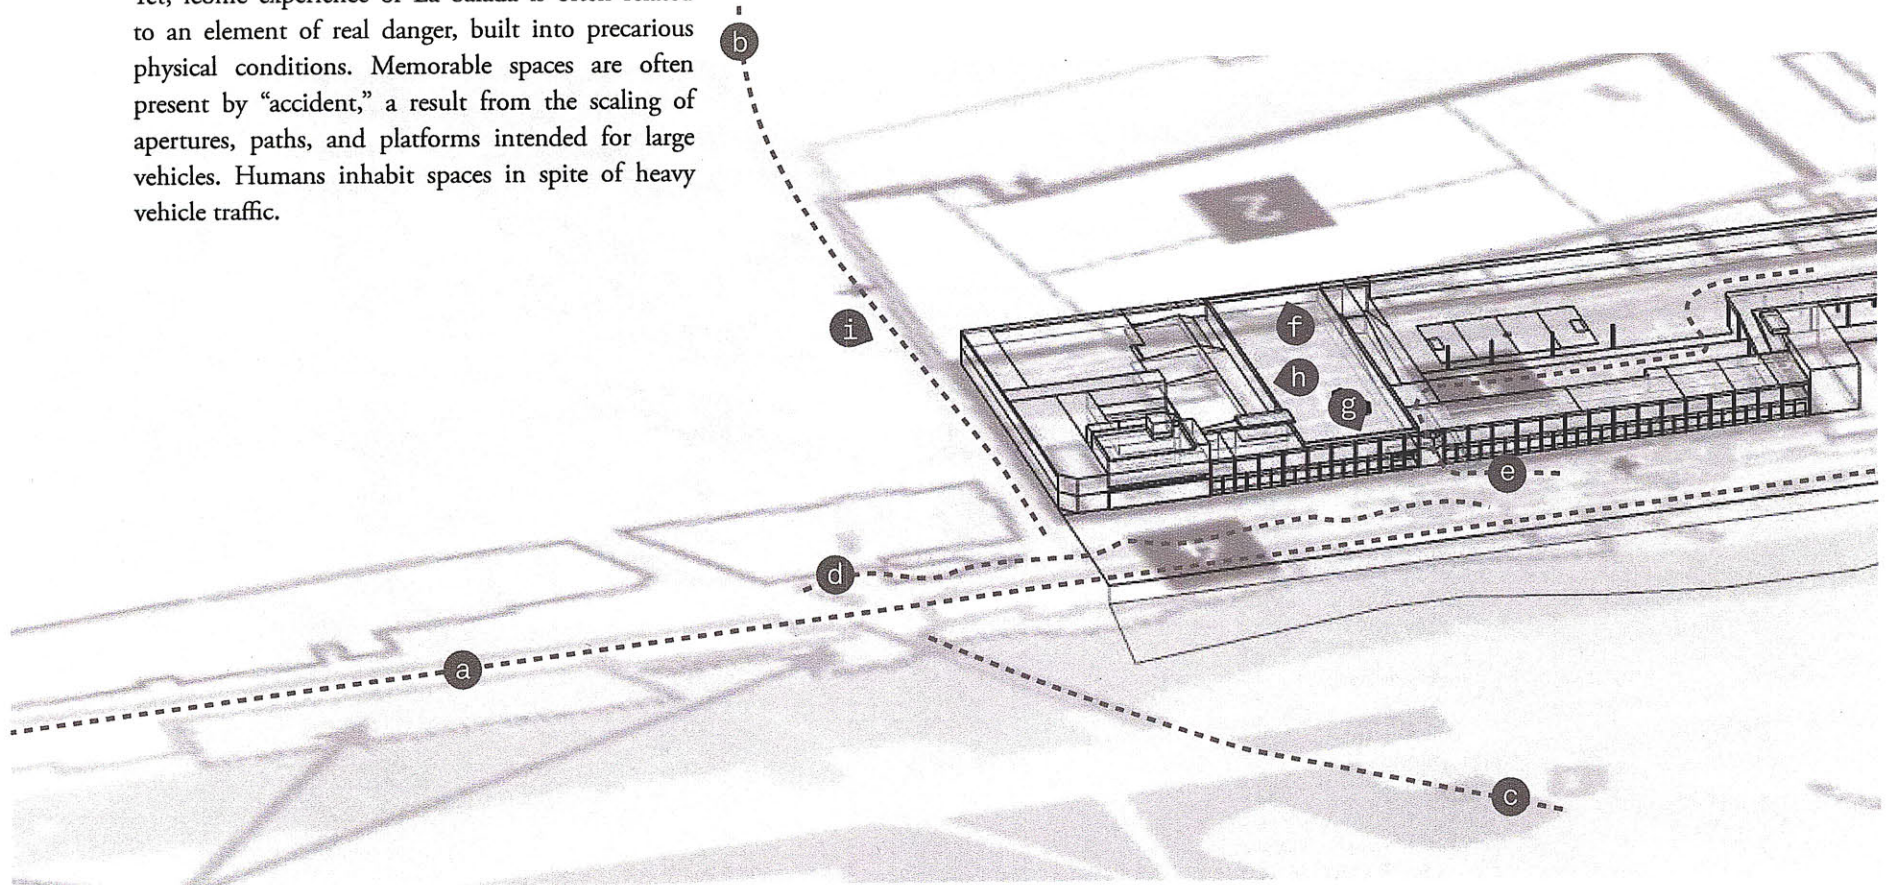 to an element of real danger, built into precarious
physical conditions. Memorable spaces are often
present by “accident,” a result from the scaling of
apertures, paths, and platforms intended for large
vehicles. Humans inhabit spaces in spite of heavy
vehicle traffic.
b
i
f
h
g
e
d
a
c
2